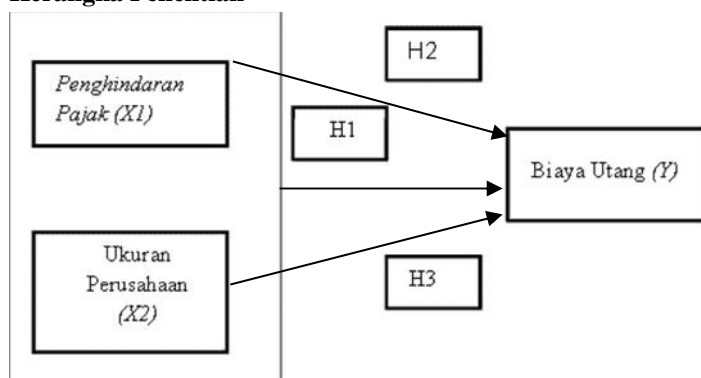 Penghindaran
Pajak (X1)
H2
H1
Biaya Utang (Y)
Ukuran
Perusahaan
(X2)
H3